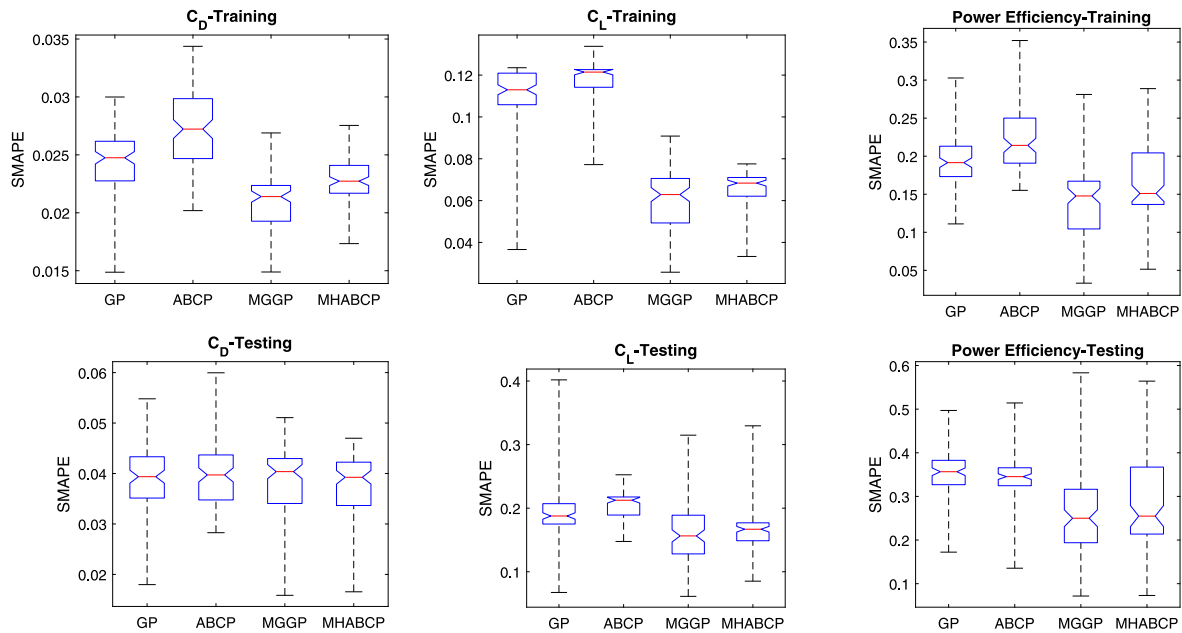 C_D-Training
SMAPE
0.035
0.03
0.025
0.02
0.015
GP ABCP MGGP MHABCP
C_L-Training
SMAPE
0.12
0.1
0.08
0.06
0.04
GP ABCP MGGP MHABCP
Power Efficiency-Training
SMAPE
0.35
0.3
0.25
0.2
0.15
0.1
0.05
GP ABCP MGGP MHABCP
C_D-Testing
SMAPE
0.06
0.05
0.04
0.03
0.02
GP ABCP MGGP MHABCP
C_L-Testing
SMAPE
0.4
0.3
0.2
0.1
GP ABCP MGGP MHABCP
Power Efficiency-Testing
SMAPE
0.6
0.5
0.4
0.3
0.2
0.1
GP ABCP MGGP MHABCP